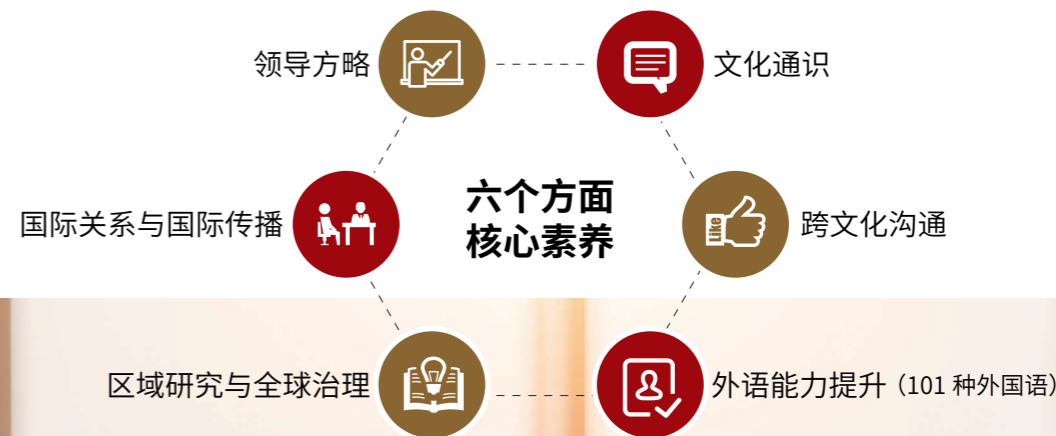 领导方略
文化通识
六个方面
核心素养
国际关系与国际传播
跨文化沟通
区域研究与全球治理
外语能力提升（101 种外国语）